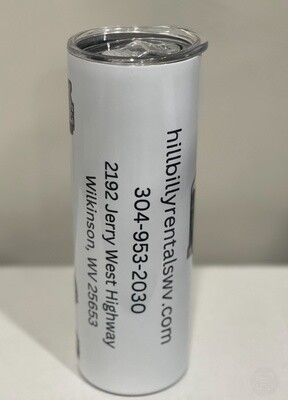 hillbillyrentalswv.com
304-953-2030
2192 Jerry West Highway
Wilkinson, WV 25653